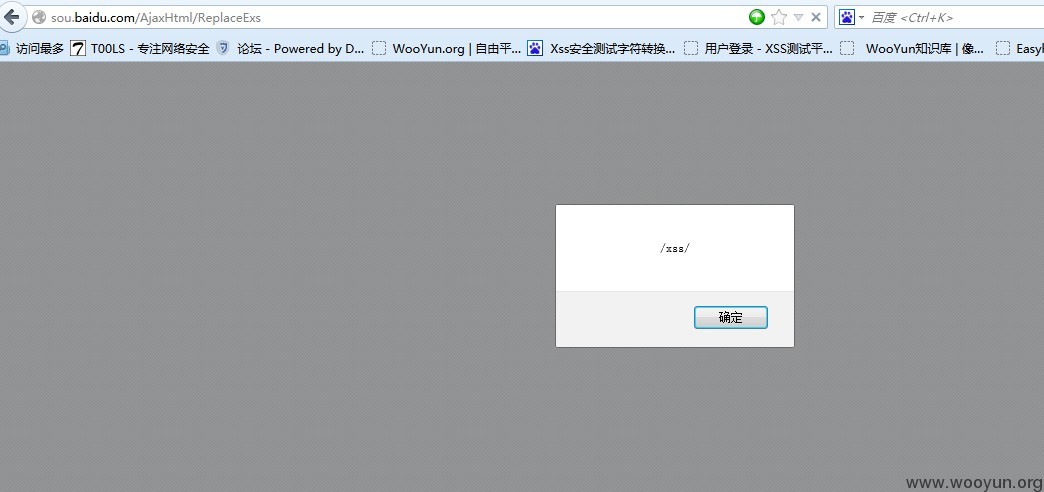 sou.baidu.com/AjaxHtml/ReplaceExs
百度 <Ctrl+K>
访问最多 T00LS - 专注网络安全 论坛 - Powered by D... WooYun.org | 自由平... Xss安全测试字符转换... 用户登录 - XSS测试平... WooYun知识库 | 像...
/xss/
确定
www.wooyun.org